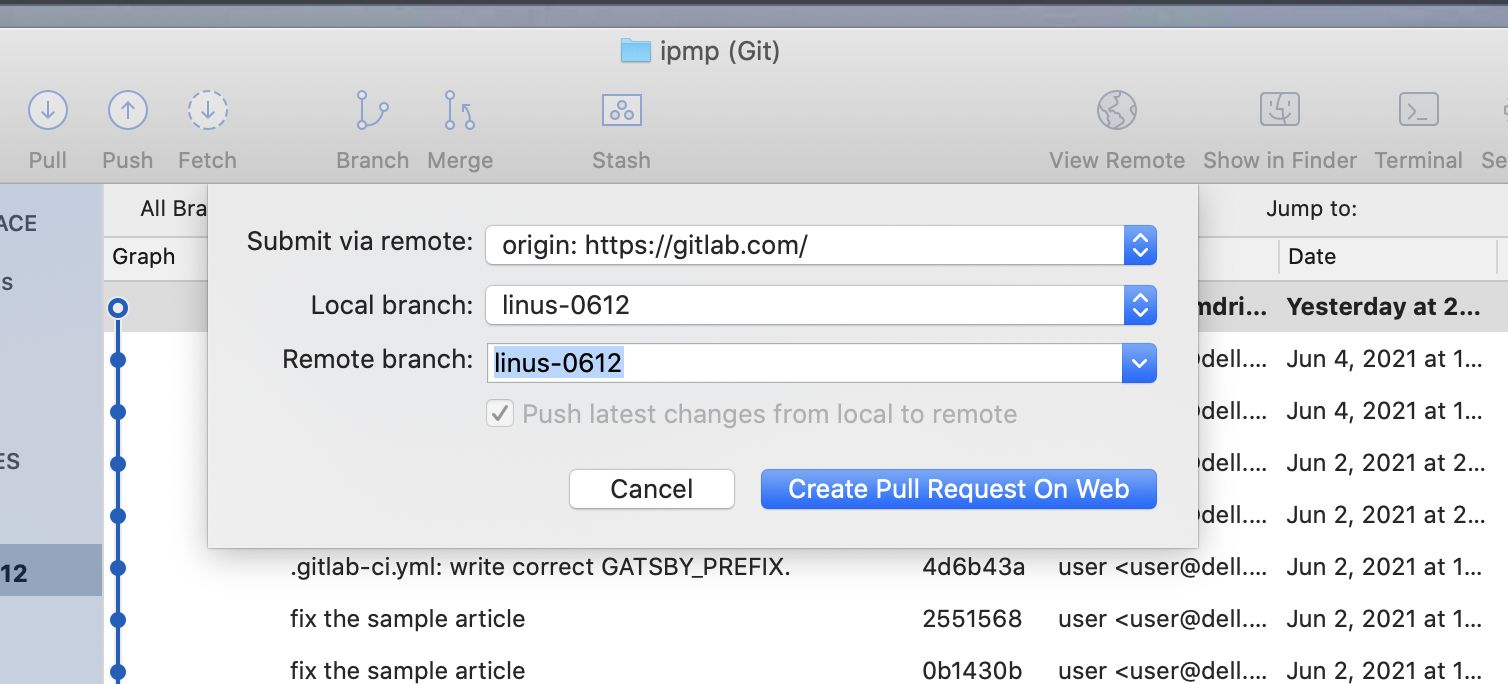 ipmp (Git)
Pull Push Fetch Branch Merge Stash View Remote Show in Finder Terminal Se
ACE
All Bra
Jump to:
Graph
Date
S
Submit via remote: origin: https://gitlab.com/
Local branch: linus-0612
Remote branch: linus-0612
Push latest changes from local to remote
Cancel Create Pull Request On Web
mdri... Yesterday at 2...
dell.... Jun 4, 2021 at 1...
dell.... Jun 4, 2021 at 1...
ES
dell.... Jun 2, 2021 at 2...
dell.... Jun 2, 2021 at 2...
12
.gitlab-ci.yml: write correct GATSBY_PREFIX. 4d6b43a user <user@dell.... Jun 2, 2021 at 1...
fix the sample article 2551568 user <user@dell.... Jun 2, 2021 at 1...
fix the sample article 0b1430b user <user@dell.... Jun 2, 2021 at 1...